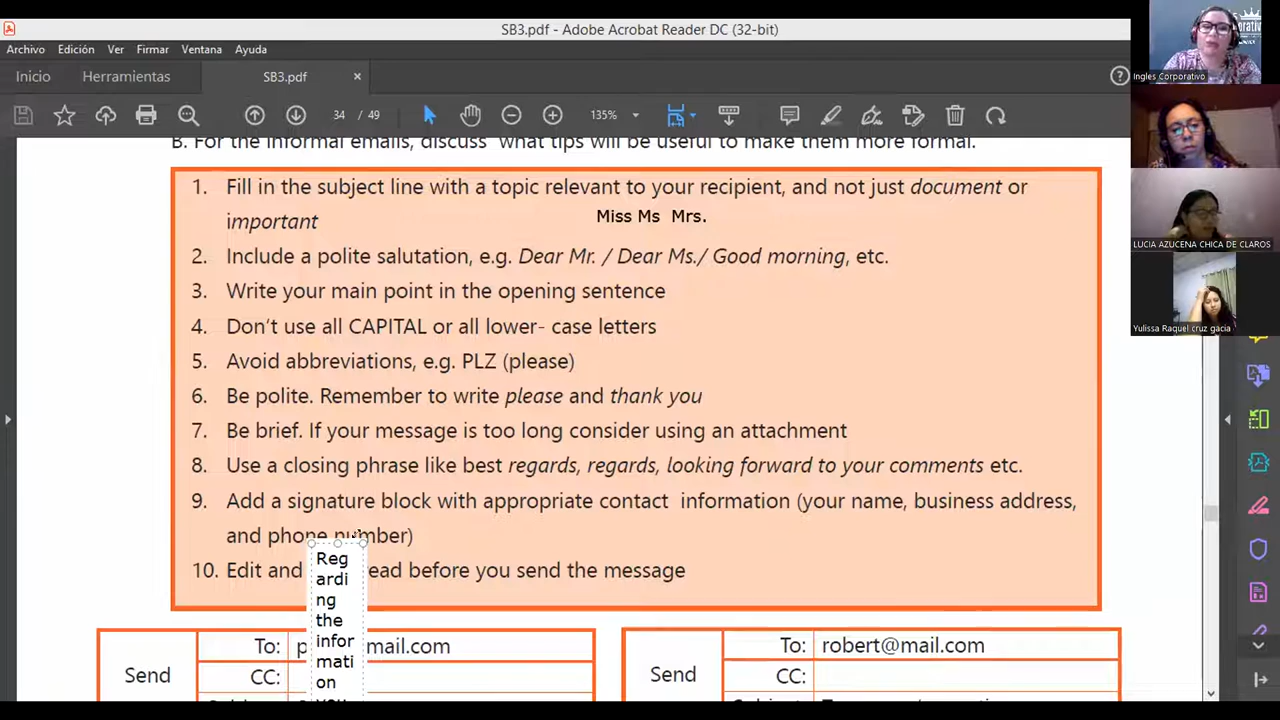 SB3.pdf - Adobe Acrobat Reader DC (32-bit)
Archivo Edición Ver Firmar Ventana Ayuda
Inicio Herramientas SB3.pdf ×
34 / 49 135%
B. For the informal emails, discuss what tips will be useful to make them more formal.
1. Fill in the subject line with a topic relevant to your recipient, and not just document or
important
Miss Ms Mrs.
2. Include a polite salutation, e.g. Dear Mr. / Dear Ms./ Good morning, etc.
3. Write your main point in the opening sentence
4. Don't use all CAPITAL or all lower- case letters
5. Avoid abbreviations, e.g. PLZ (please)
6. Be polite. Remember to write please and thank you
7. Be brief. If your message is too long consider using an attachment
8. Use a closing phrase like best regards, regards, looking forward to your comments etc.
9. Add a signature block with appropriate contact information (your name, business address,
and phone number)
10. Edit and read before you send the message
Reg
ardi
ng
the
infor
mati
on
Send
To: p mail.com
CC:
Send
To: robert@mail.com
CC:
Ingles Corporativo
LUCIA AZUCENA CHICA DE CLAROS
Yulissa Raquel cruz gacia